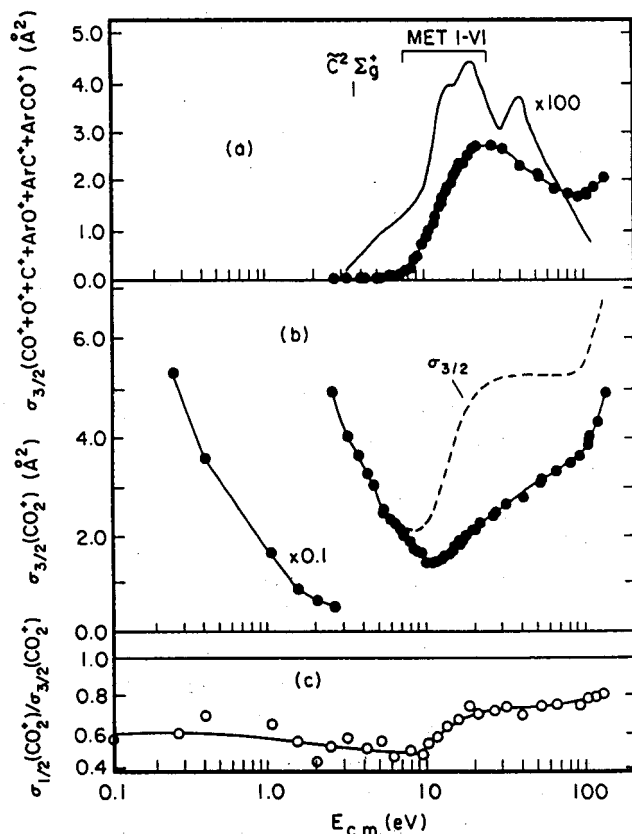 σ₃/₂(CO⁺+O⁺+C⁺+ArO⁺+ArC⁺+ArCO⁺) (Å²)
5.0
4.0
3.0
2.0
1.0
0.0
MET I-VI
C̃²Σg⁺
x100
(a)
σ₃/₂(CO₂⁺) (Å²)
6.0
4.0
2.0
0.0
(b)
σ₃/₂
x0.1
σ₁/₂(CO₂⁺)/σ₃/₂(CO₂⁺)
1.0
0.8
0.6
0.4
(c)
0.1
1.0
10
100
E c.m. (eV)